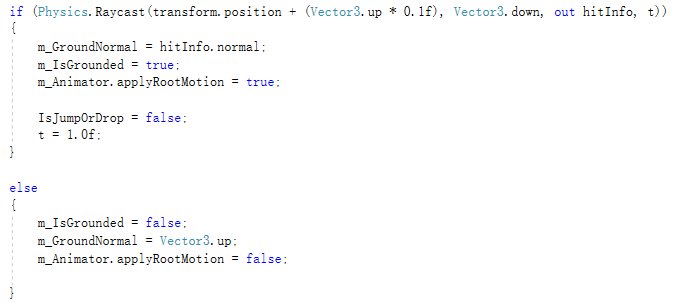 if (Physics.Raycast(transform.position + (Vector3.up * 0.1f), Vector3.down, out hitInfo, t))
{
    m_GroundNormal = hitInfo.normal;
    m_IsGrounded = true;
    m_Animator.applyRootMotion = true;

    IsJumpOrDrop = false;
    t = 1.0f;
}

else
{
    m_IsGrounded = false;
    m_GroundNormal = Vector3.up;
    m_Animator.applyRootMotion = false;

}